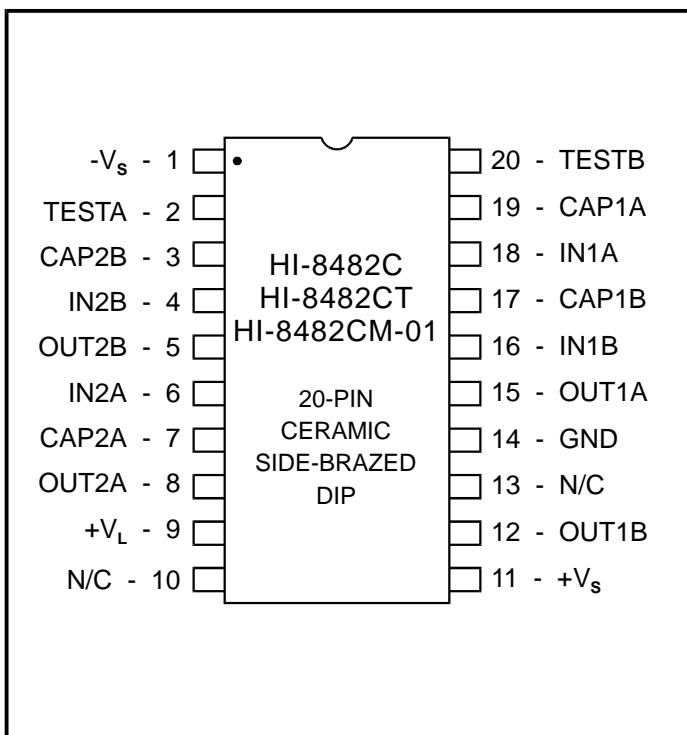 -VS - 1
TESTA - 2
CAP2B - 3
IN2B - 4
OUT2B - 5
IN2A - 6
CAP2A - 7
OUT2A - 8
+VL - 9
N/C - 10
HI-8482C
HI-8482CT
HI-8482CM-01
20-PIN
CERAMIC
SIDE-BRAZED
DIP
20 - TESTB
19 - CAP1A
18 - IN1A
17 - CAP1B
16 - IN1B
15 - OUT1A
14 - GND
13 - N/C
12 - OUT1B
11 - +VS